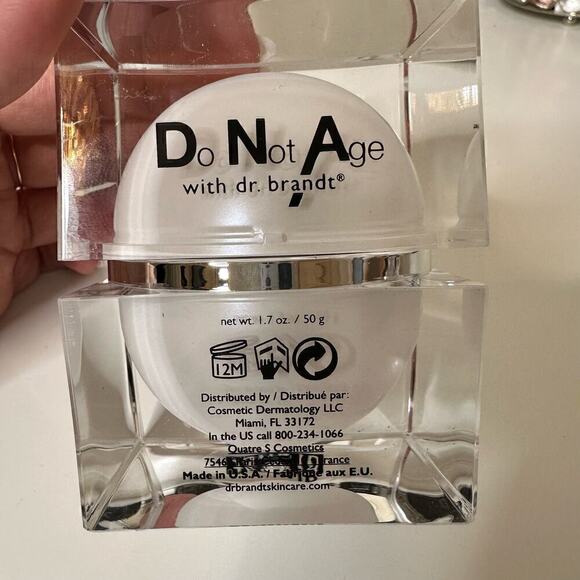 Do Not Age
with dr. brandt®
net wt. 1.7 oz. / 50 g
12M
Distributed by / Distribué par:
Cosmetic Dermatology LLC
Miami, FL 33172
In the US call 800-234-1066
Quatre S Cosmetics
Made in U.S.A. / Fabriqué aux E.U.
drbrandtskincare.com